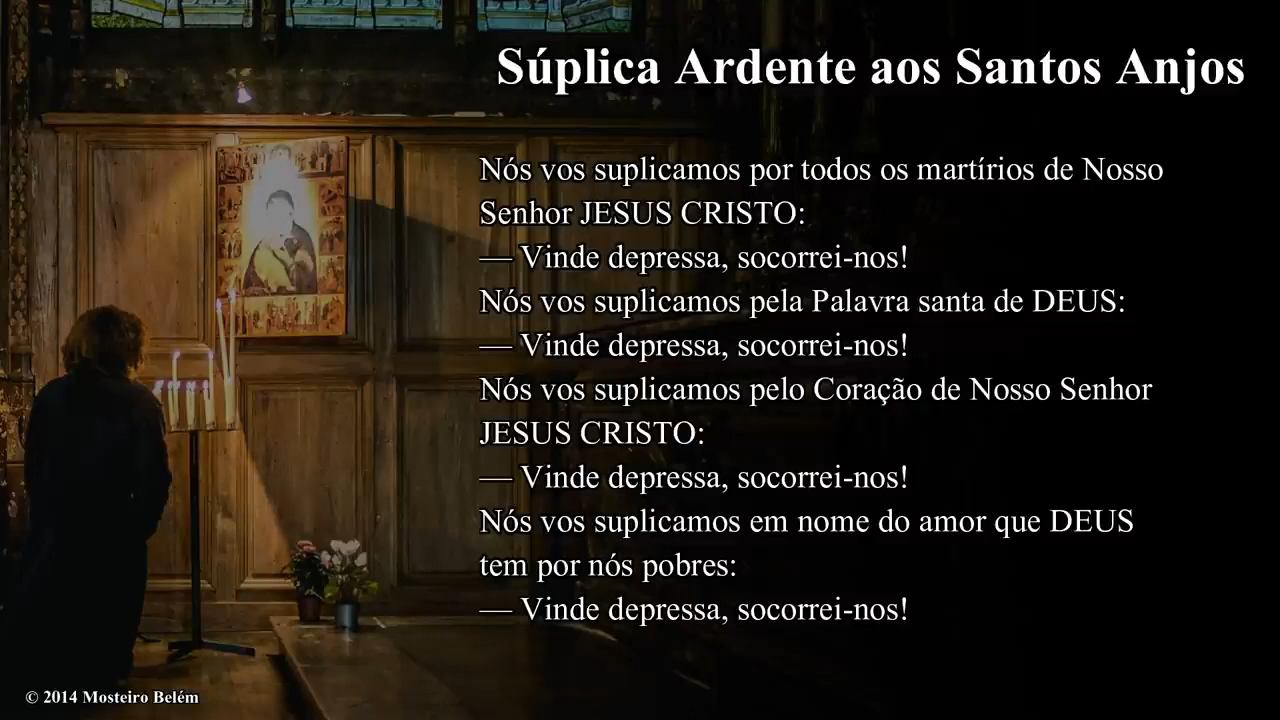 Súplica Ardente aos Santos Anjos
Nós vos suplicamos por todos os martírios de Nosso
Senhor JESUS CRISTO:
— Vinde depressa, socorrei-nos!
Nós vos suplicamos pela Palavra santa de DEUS:
— Vinde depressa, socorrei-nos!
Nós vos suplicamos pelo Coração de Nosso Senhor
JESUS CRISTO:
— Vinde depressa, socorrei-nos!
Nós vos suplicamos em nome do amor que DEUS
tem por nós pobres:
— Vinde depressa, socorrei-nos!
© 2014 Mosteiro Belém